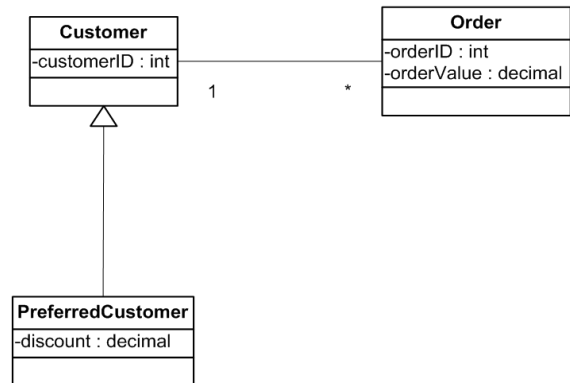 Customer
-customerID : int
Order
-orderID : int
-orderValue : decimal
1
*
PreferredCustomer
-discount : decimal